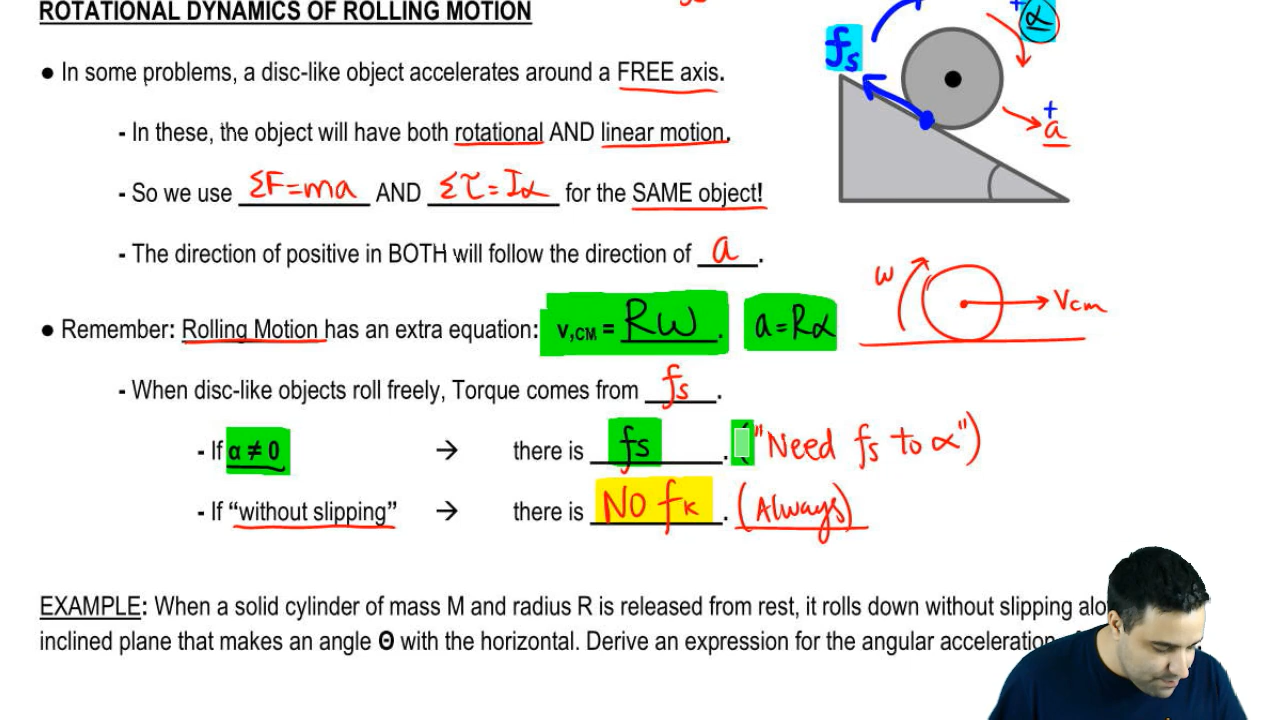 ROTATIONAL DYNAMICS OF ROLLING MOTION
● In some problems, a disc-like object accelerates around a FREE axis.
- In these, the object will have both rotational AND linear motion.
- So we use ΣF=ma AND Στ=Iα for the SAME object!
- The direction of positive in BOTH will follow the direction of a.
fs
+
α
+
a
● Remember: Rolling Motion has an extra equation: v,CM = Rω. a=Rα
ω
Vcm
- When disc-like objects roll freely, Torque comes from fs.
- If α ≠ 0 → there is fs. ("Need fs to α")
- If “without slipping” → there is NO fK. (Always)
EXAMPLE: When a solid cylinder of mass M and radius R is released from rest, it rolls down without slipping
inclined plane that makes an angle Θ with the horizontal. Derive an expression for the angular acceleration